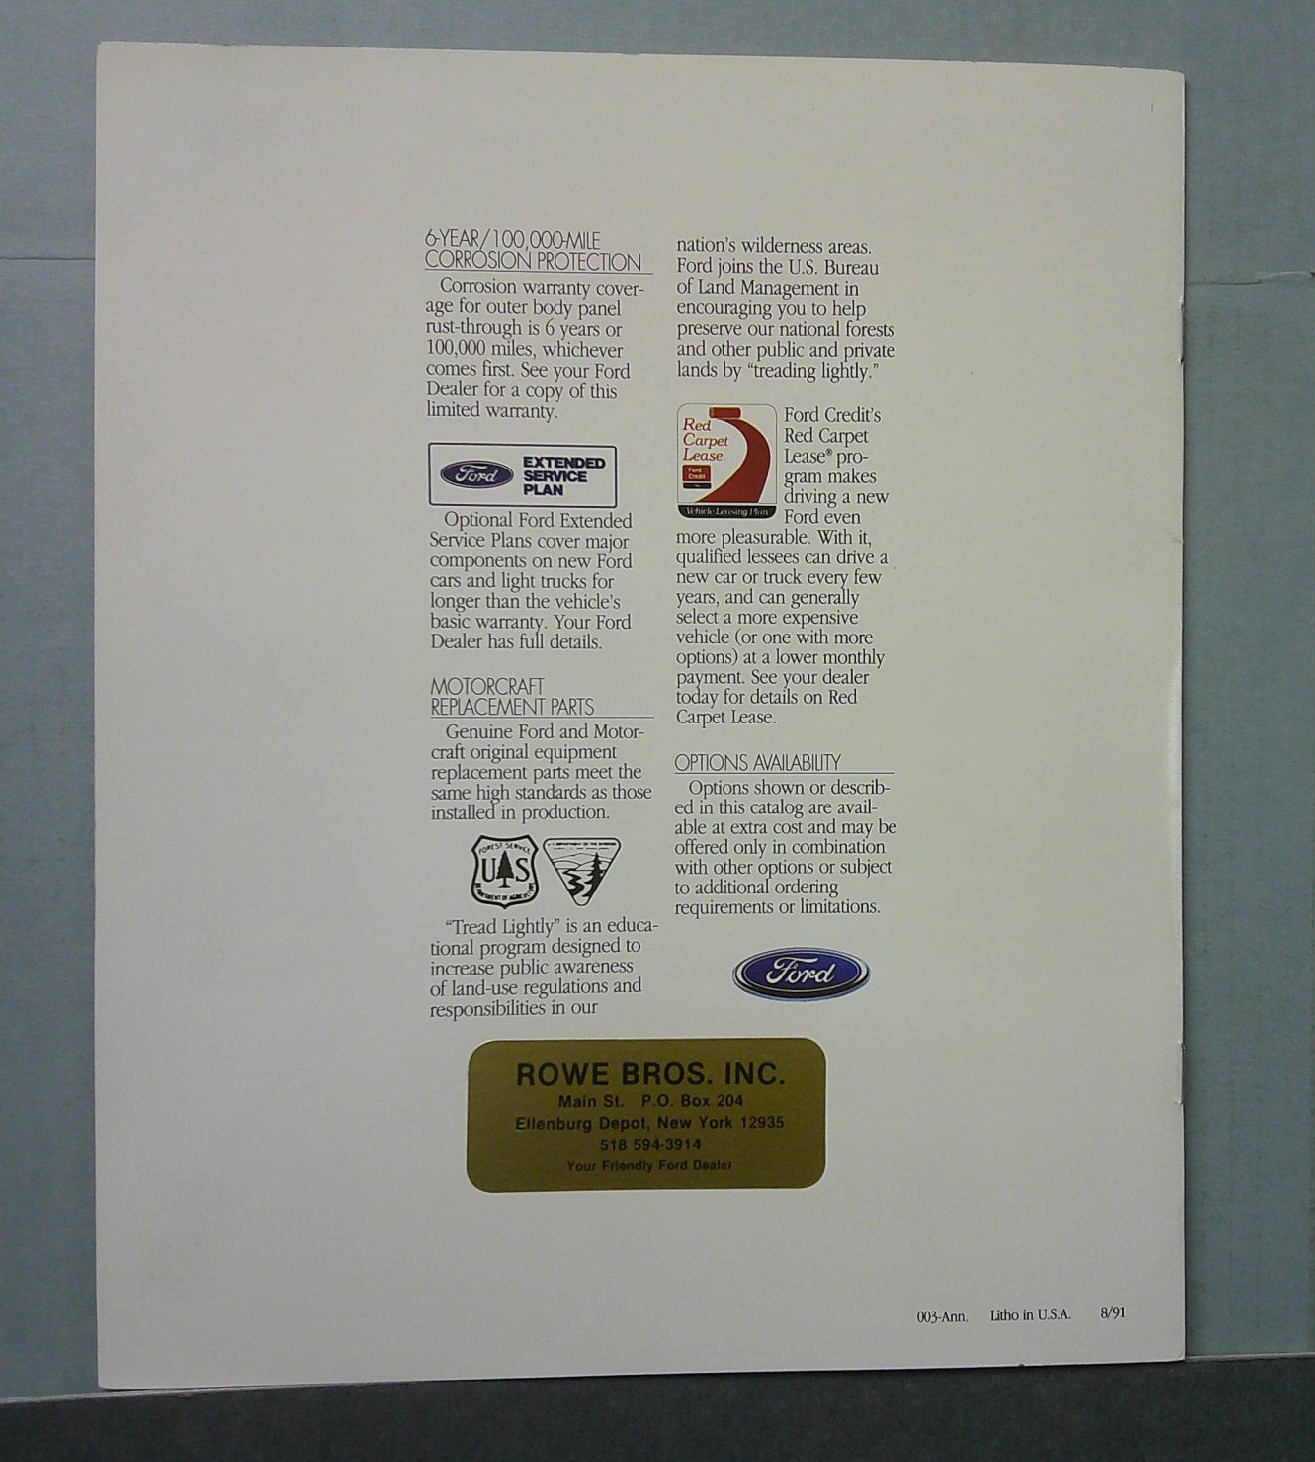 6-YEAR/100,000-MILE
CORROSION PROTECTION
Corrosion warranty cover-
age for outer body panel
rust-through is 6 years or
100,000 miles, whichever
comes first. See your Ford
Dealer for a copy of this
limited warranty.
Ford
EXTENDED
SERVICE
PLAN
Optional Ford Extended
Service Plans cover major
components on new Ford
cars and light trucks for
longer than the vehicle's
basic warranty. Your Ford
Dealer has full details.
MOTORCRAFT
REPLACEMENT PARTS
Genuine Ford and Motor-
craft original equipment
replacement parts meet the
same high standards as those
installed in production.
FOREST SERVICE
US
DEPARTMENT OF AGRICULTURE
DEPARTMENT OF THE INTERIOR
"Tread Lightly" is an educa-
tional program designed to
increase public awareness
of land-use regulations and
responsibilities in our
nation's wilderness areas.
Ford joins the U.S. Bureau
of Land Management in
encouraging you to help
preserve our national forests
and other public and private
lands by "treading lightly."
Red
Carpet
Lease
Ford
Credit
Vehicle Leasing Plan
Ford Credit's
Red Carpet
Lease® pro-
gram makes
driving a new
Ford even
more pleasurable. With it,
qualified lessees can drive a
new car or truck every few
years, and can generally
select a more expensive
vehicle (or one with more
options) at a lower monthly
payment. See your dealer
today for details on Red
Carpet Lease.
OPTIONS AVAILABILITY
Options shown or describ-
ed in this catalog are avail-
able at extra cost and may be
offered only in combination
with other options or subject
to additional ordering
requirements or limitations.
Ford
ROWE BROS. INC.
Main St. P.O. Box 204
Ellenburg Depot, New York 12935
518 594-3914
Your Friendly Ford Dealer
003-Ann. Litho in U.S.A. 8/91